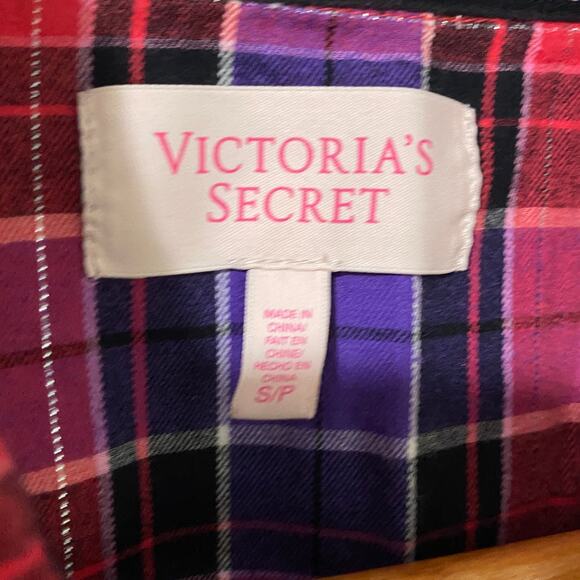 VICTORIA'S
SECRET
MADE IN
CHINA/
FAIT EN
CHINE/
HECHO EN
CHINA
S/P